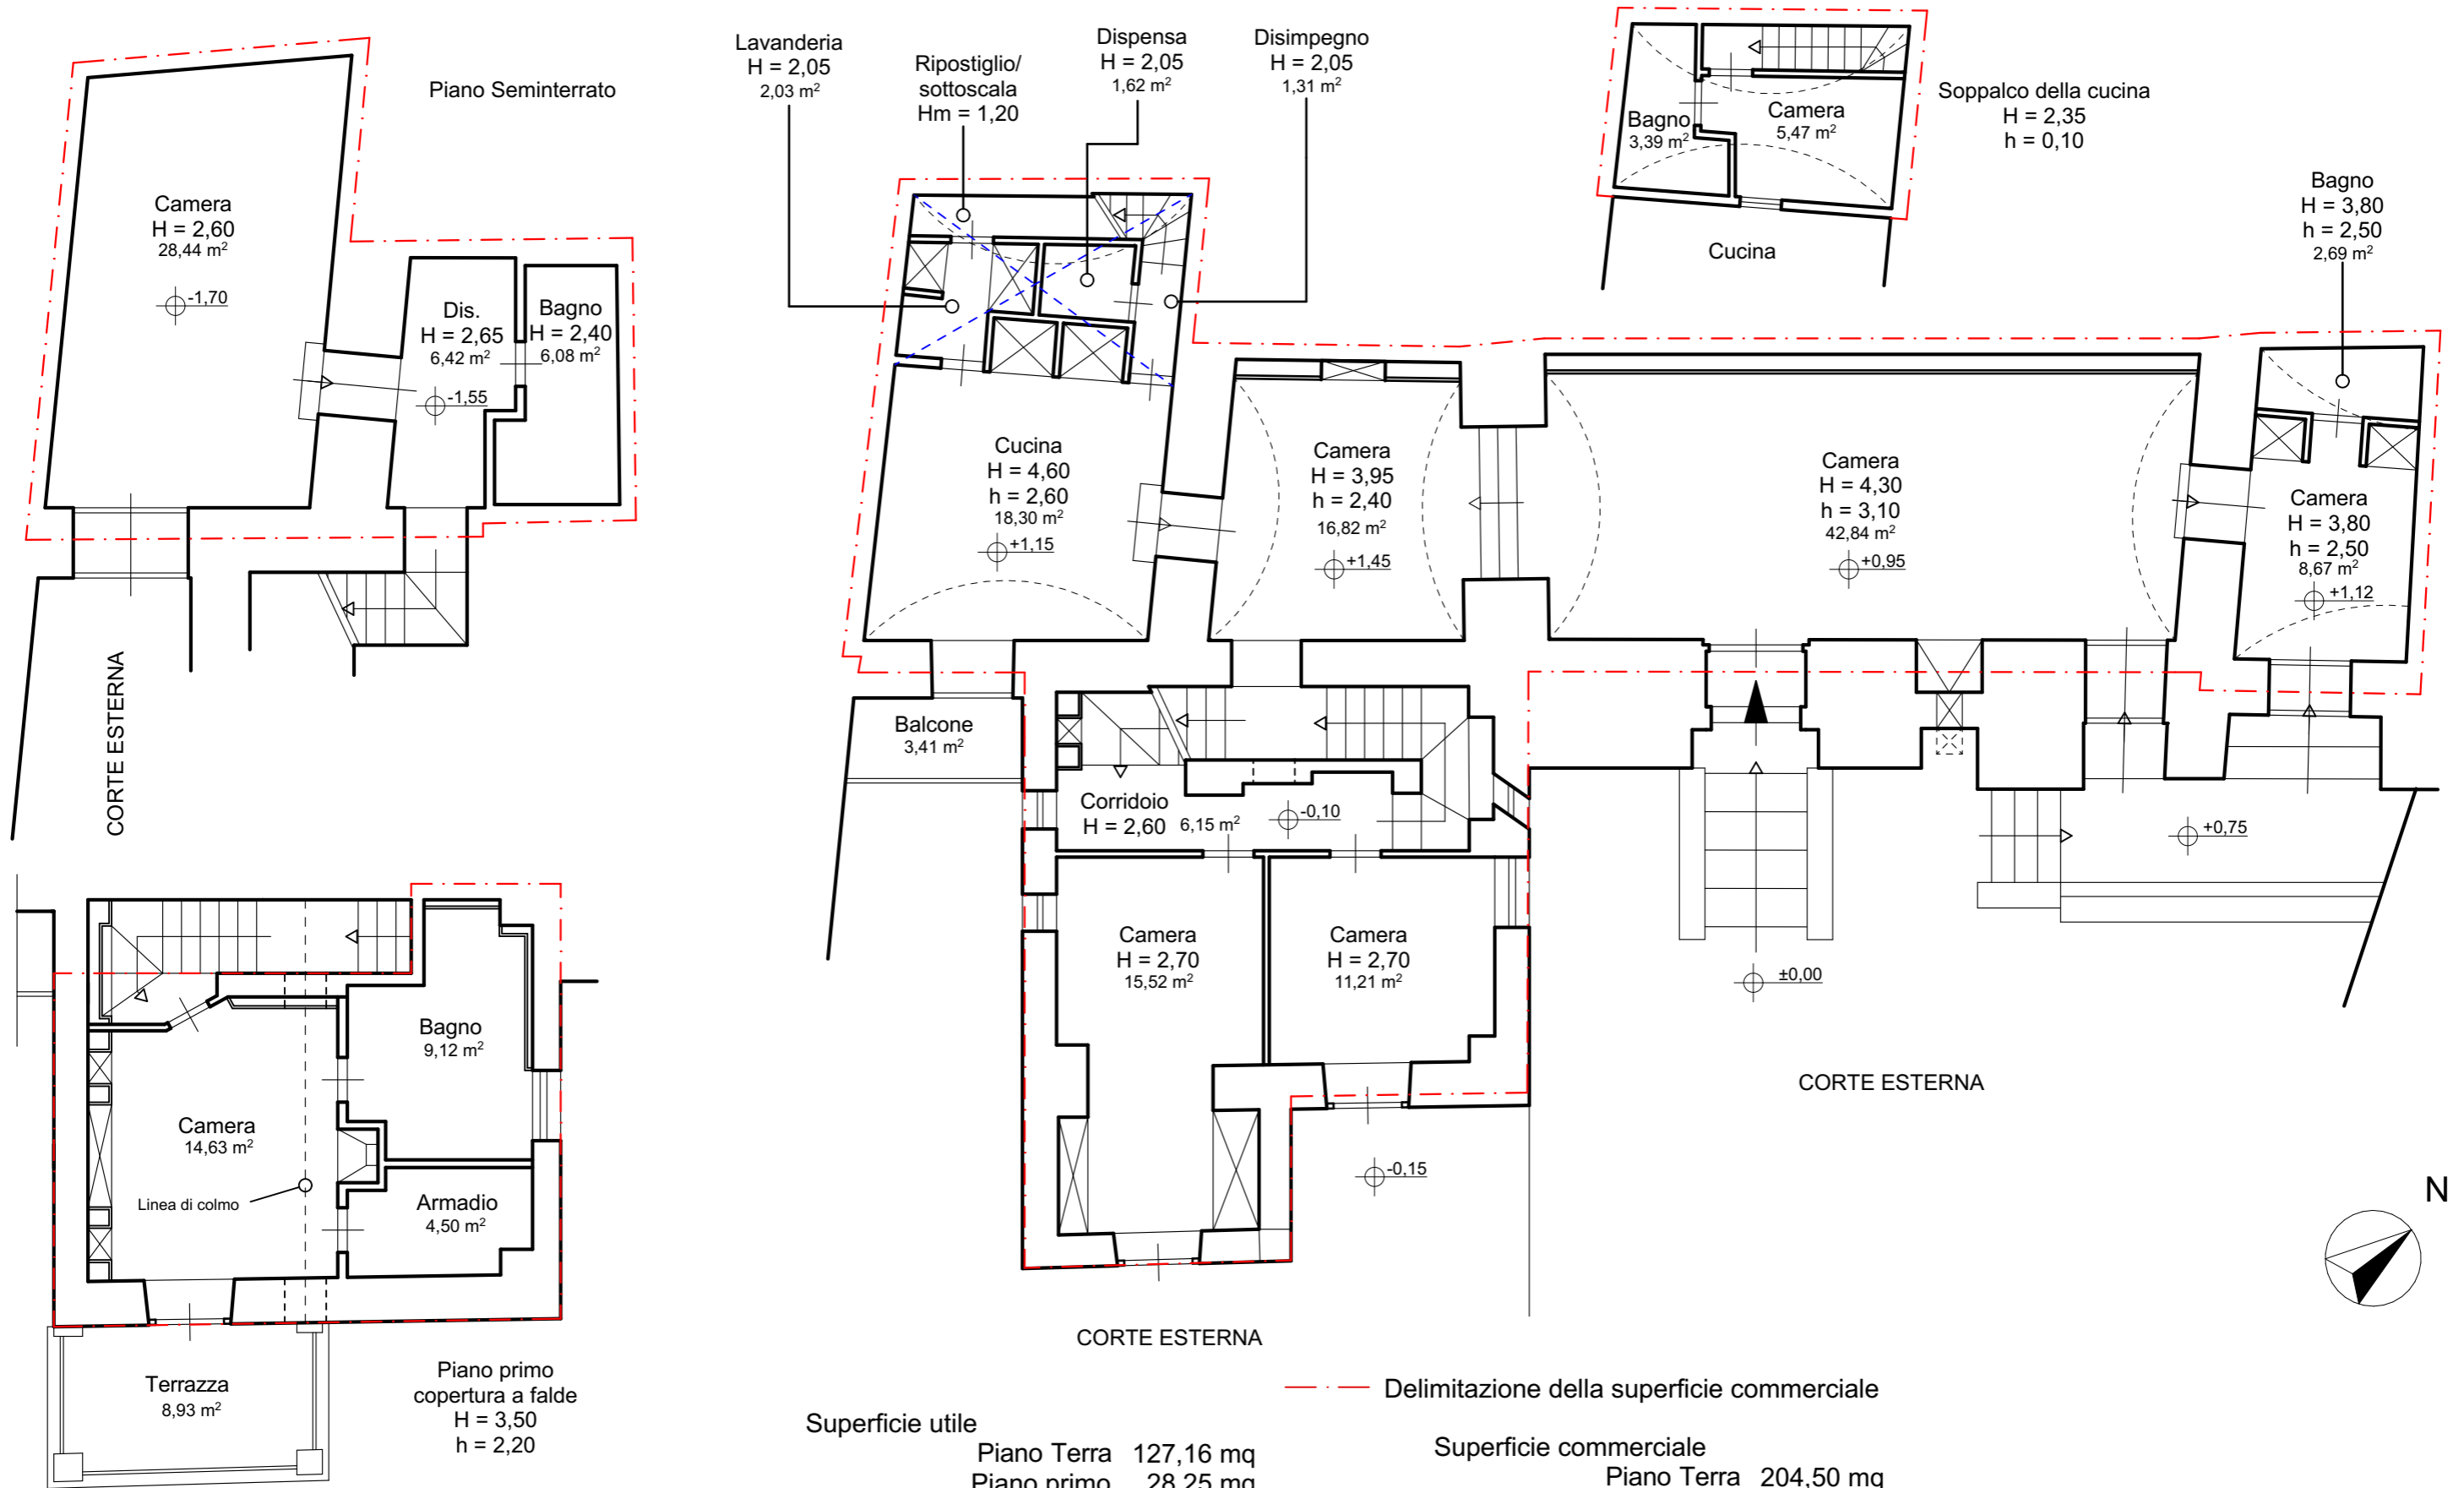 Piano Seminterrato
Camera
H = 2,60
28,44 m²
-1,70
Dis.
H = 2,65
6,42 m²
-1,55
Bagno
H = 2,40
6,08 m²
CORTE ESTERNA
Lavanderia
H = 2,05
2,03 m²
Ripostiglio/
sottoscala
Hm = 1,20
Dispensa
H = 2,05
1,62 m²
Disimpegno
H = 2,05
1,31 m²
Bagno
3,39 m²
Camera
5,47 m²
Cucina
Soppalco della cucina
H = 2,35
h = 0,10
Bagno
H = 3,80
h = 2,50
2,69 m²
Cucina
H = 4,60
h = 2,60
18,30 m²
+1,15
Camera
H = 3,95
h = 2,40
16,82 m²
+1,45
Camera
H = 4,30
h = 3,10
42,84 m²
+0,95
Camera
H = 3,80
h = 2,50
8,67 m²
+1,12
Balcone
3,41 m²
Corridoio
H = 2,60
6,15 m²
-0,10
+0,75
Camera
H = 2,70
15,52 m²
Camera
H = 2,70
11,21 m²
±0,00
CORTE ESTERNA
-0,15
N
Bagno
9,12 m²
Camera
14,63 m²
Linea di colmo
Armadio
4,50 m²
Terrazza
8,93 m²
Piano primo
copertura a falde
H = 3,50
h = 2,20
CORTE ESTERNA
Delimitazione della superficie commerciale
Superficie utile
Piano Terra 127,16 mq
Piano primo 28,25 mq
Superficie commerciale
Piano Terra 204,50 mq